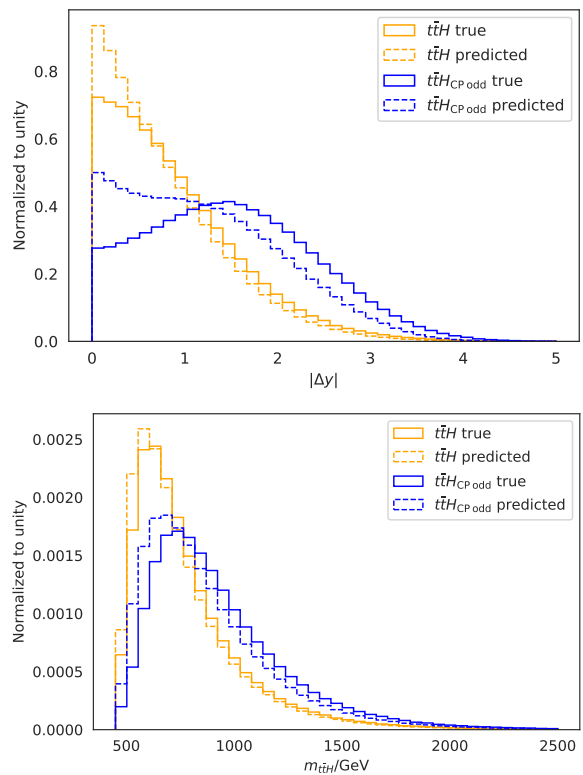 tt̄H true
tt̄H predicted
tt̄H_CP odd true
tt̄H_CP odd predicted
Normalized to unity
0.8
0.6
0.4
0.2
0.0
0 1 2 3 4 5
|Δy|
tt̄H true
tt̄H predicted
tt̄H_CP odd true
tt̄H_CP odd predicted
Normalized to unity
0.0025
0.0020
0.0015
0.0010
0.0005
0.0000
500 1000 1500 2000 2500
m_tt̄H/GeV